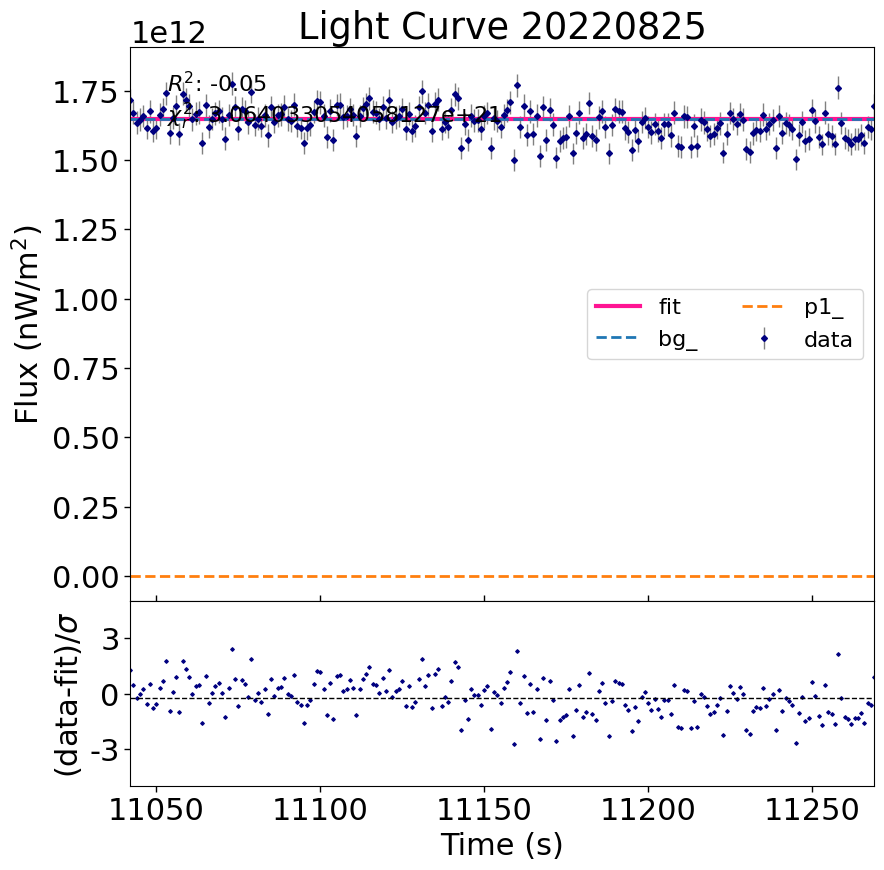 Light Curve 20220825
1e12
R²: -0.05
1.75
1.50
1.25
1.00
0.75
0.50
0.25
0.00
Flux (nW/m²)
fit
bg_
p1_
data
3
0
-3
(data-fit)/σ
11050 11100 11150 11200 11250
Time (s)